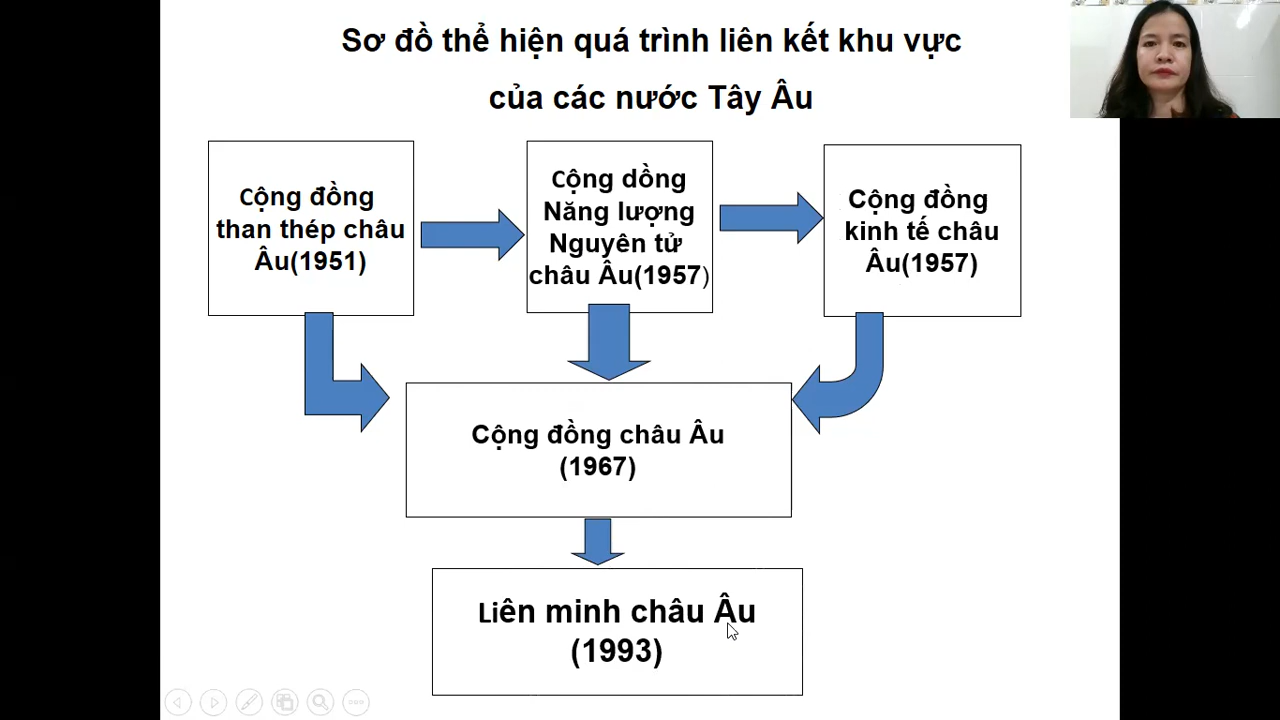 Sơ đồ thể hiện quá trình liên kết khu vực
của các nước Tây Âu
Cộng đồng
than thép châu
Âu(1951)
Cộng dồng
Năng lượng
Nguyên tử
châu Âu(1957)
Cộng đồng
kinh tế châu
Âu(1957)
Cộng đồng châu Âu
(1967)
Liên minh châu Âu
(1993)